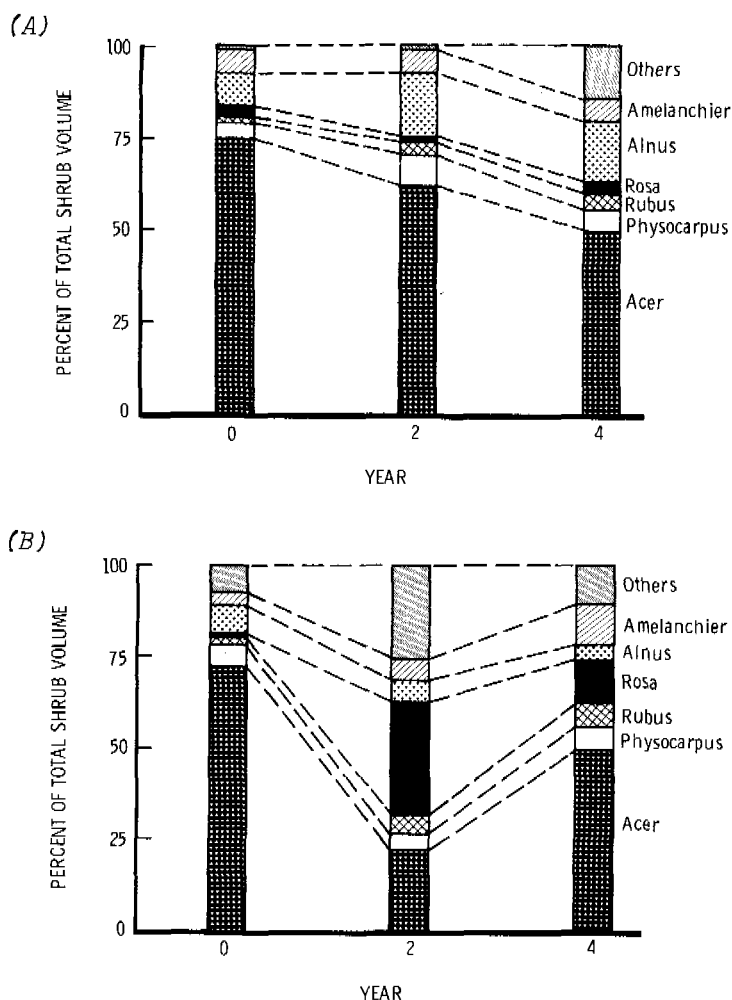 (A)
PERCENT OF TOTAL SHRUB VOLUME
100
75
50
25
0
0 2 4
YEAR
Others
Amelanchier
Alnus
Rosa
Rubus
Physocarpus
Acer
(B)
PERCENT OF TOTAL SHRUB VOLUME
100
75
50
25
0
0 2 4
YEAR
Others
Amelanchier
Alnus
Rosa
Rubus
Physocarpus
Acer